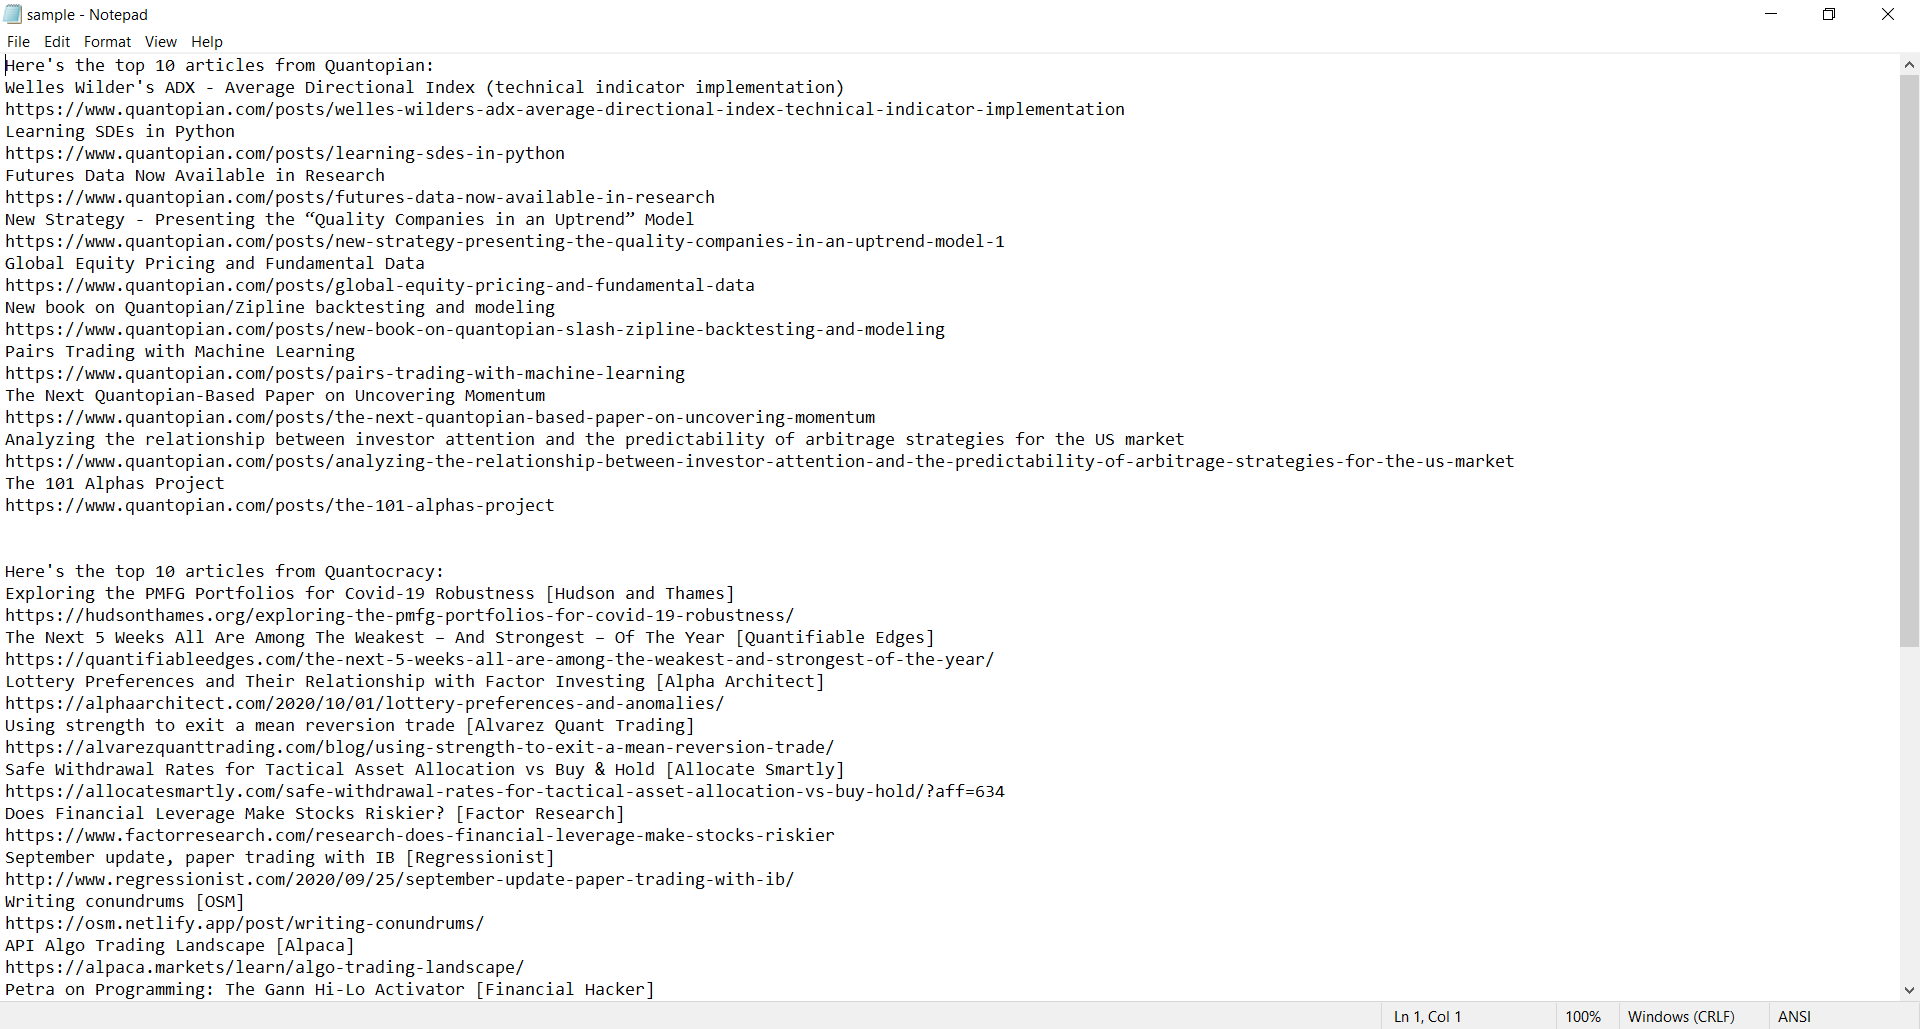 sample - Notepad
File Edit Format View Help
Here's the top 10 articles from Quantopian:
Welles Wilder's ADX - Average Directional Index (technical indicator implementation)
https://www.quantopian.com/posts/welles-wilders-adx-average-directional-index-technical-indicator-implementation
Learning SDEs in Python
https://www.quantopian.com/posts/learning-sdes-in-python
Futures Data Now Available in Research
https://www.quantopian.com/posts/futures-data-now-available-in-research
New Strategy - Presenting the “Quality Companies in an Uptrend” Model
https://www.quantopian.com/posts/new-strategy-presenting-the-quality-companies-in-an-uptrend-model-1
Global Equity Pricing and Fundamental Data
https://www.quantopian.com/posts/global-equity-pricing-and-fundamental-data
New book on Quantopian/Zipline backtesting and modeling
https://www.quantopian.com/posts/new-book-on-quantopian-slash-zipline-backtesting-and-modeling
Pairs Trading with Machine Learning
https://www.quantopian.com/posts/pairs-trading-with-machine-learning
The Next Quantopian-Based Paper on Uncovering Momentum
https://www.quantopian.com/posts/the-next-quantopian-based-paper-on-uncovering-momentum
Analyzing the relationship between investor attention and the predictability of arbitrage strategies for the US market
https://www.quantopian.com/posts/analyzing-the-relationship-between-investor-attention-and-the-predictability-of-arbitrage-strategies-for-the-us-market
The 101 Alphas Project
https://www.quantopian.com/posts/the-101-alphas-project
Here's the top 10 articles from Quantocracy:
Exploring the PMFG Portfolios for Covid-19 Robustness [Hudson and Thames]
https://hudsonthames.org/exploring-the-pmfg-portfolios-for-covid-19-robustness/
The Next 5 Weeks All Are Among The Weakest – And Strongest – Of The Year [Quantifiable Edges]
https://quantifiableedges.com/the-next-5-weeks-all-are-among-the-weakest-and-strongest-of-the-year/
Lottery Preferences and Their Relationship with Factor Investing [Alpha Architect]
https://alphaarchitect.com/2020/10/01/lottery-preferences-and-anomalies/
Using strength to exit a mean reversion trade [Alvarez Quant Trading]
https://alvarezquanttrading.com/blog/using-strength-to-exit-a-mean-reversion-trade/
Safe Withdrawal Rates for Tactical Asset Allocation vs Buy & Hold [Allocate Smartly]
https://allocatesmartly.com/safe-withdrawal-rates-for-tactical-asset-allocation-vs-buy-hold/?aff=634
Does Financial Leverage Make Stocks Riskier? [Factor Research]
https://www.factorresearch.com/research-does-financial-leverage-make-stocks-riskier
September update, paper trading with IB [Regressionist]
http://www.regressionist.com/2020/09/25/september-update-paper-trading-with-ib/
Writing conundrums [OSM]
https://osm.netlify.app/post/writing-conundrums/
API Algo Trading Landscape [Alpaca]
https://alpaca.markets/learn/algo-trading-landscape/
Petra on Programming: The Gann Hi-Lo Activator [Financial Hacker]
Ln 1, Col 1 100% Windows (CRLF) ANSI